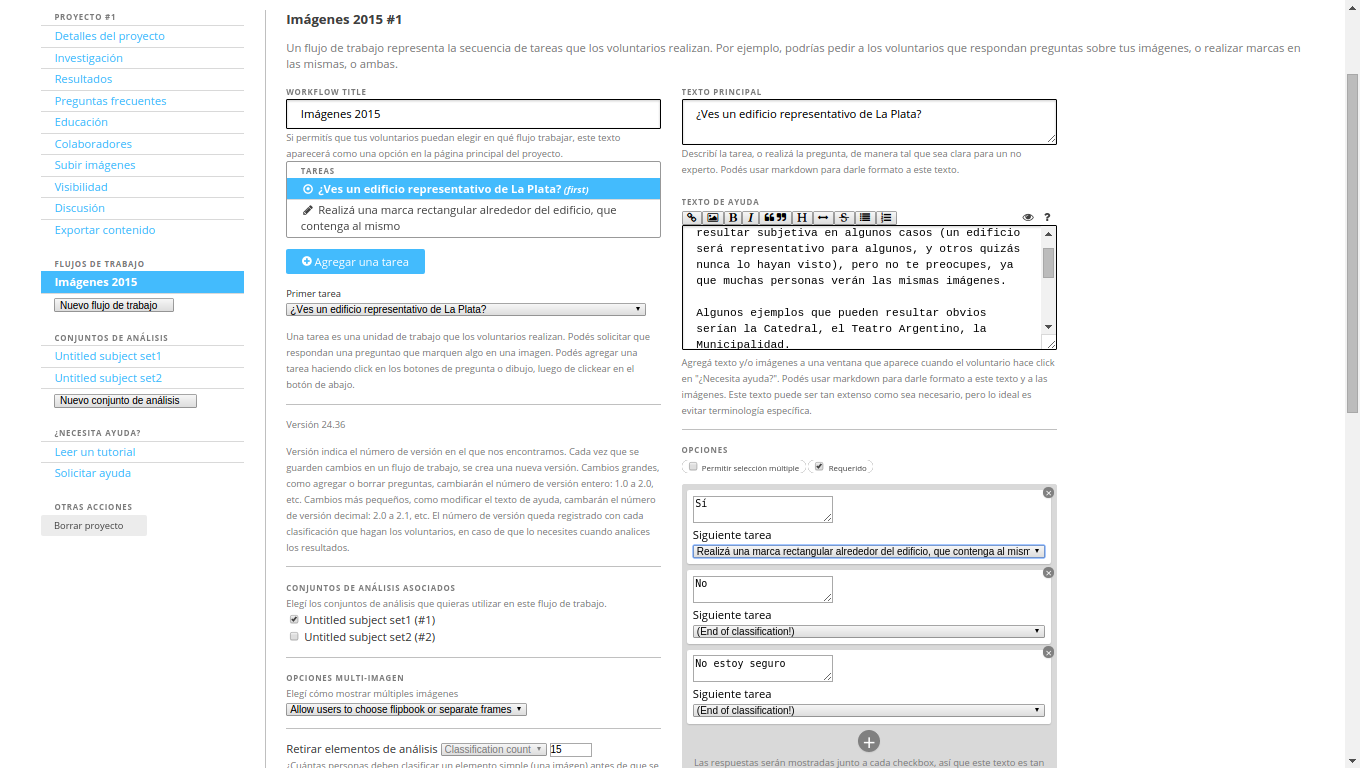 PROYECTO #1
Detalles del proyecto
Investigación
Resultados
Preguntas frecuentes
Educación
Colaboradores
Subir imágenes
Visibilidad
Discusión
Exportar contenido
FLUJOS DE TRABAJO
Imágenes 2015
Nuevo flujo de trabajo
CONJUNTOS DE ANÁLISIS
Untitled subject set1
Untitled subject set2
Nuevo conjunto de análisis
¿NECESITA AYUDA?
Leer un tutorial
Solicitar ayuda
OTRAS ACCIONES
Borrar proyecto
Imágenes 2015 #1
Un flujo de trabajo representa la secuencia de tareas que los voluntarios realizan. Por ejemplo, podrías pedir a los voluntarios que respondan preguntas sobre tus imágenes, o realizar marcas en
las mismas, o ambas.
WORKFLOW TITLE
Imágenes 2015
Si permitís que tus voluntarios puedan elegir en qué flujo trabajar, este texto
aparecerá como una opción en la página principal del proyecto.
TAREAS
¿Ves un edificio representativo de La Plata? (first)
Realizá una marca rectangular alrededor del edificio, que
contenga al mismo
Agregar una tarea
Primer tarea
¿Ves un edificio representativo de La Plata?
Una tarea es una unidad de trabajo que los voluntarios realizan. Podés solicitar que
respondan una preguntao que marquen algo en una imagen. Podés agregar una
tarea haciendo click en los botones de pregunta o dibujo, luego de clickear en el
botón de abajo.
Versión 24.36
Versión indica el número de versión en el que nos encontramos. Cada vez que se
guarden cambios en un flujo de trabajo, se crea una nueva versión. Cambios grandes,
como agregar o borrar preguntas, cambiarán el número de versión entero: 1.0 a 2.0,
etc. Cambios más pequeños, como modificar el texto de ayuda, cambarán el número
de versión decimal: 2.0 a 2.1, etc. El número de versión queda registrado con cada
clasificación que hagan los voluntarios, en caso de que lo necesites cuando analices
los resultados.
CONJUNTOS DE ANÁLISIS ASOCIADOS
Elegí los conjuntos de análisis que quieras utilizar en este flujo de trabajo.
Untitled subject set1 (#1)
Untitled subject set2 (#2)
OPCIONES MULTI-IMAGEN
Elegí cómo mostrar múltiples imágenes
Allow users to choose flipbook or separate frames
Retirar elementos de análisis Classification count 15
¿Cuántas personas deben clasificar un elemento simple (una imágen) antes de que se
TEXTO PRINCIPAL
¿Ves un edificio representativo de La Plata?
Describí la tarea, o realizá la pregunta, de manera tal que sea clara para un no
experto. Podés usar markdown para darle formato a este texto.
TEXTO DE AYUDA
B I H S ?
resultar subjetiva en algunos casos (un edificio
será representativo para algunos, y otros quizás
nunca lo hayan visto), pero no te preocupes, ya
que muchas personas verán las mismas imágenes.
Algunos ejemplos que pueden resultar obvios
serían la Catedral, el Teatro Argentino, la
Municipalidad.
Agregá texto y/o imágenes a una ventana que aparece cuando el voluntario hace click
en "¿Necesita ayuda?". Podés usar markdown para darle formato a este texto y a las
imágenes. Este texto puede ser tan extenso como sea necesario, pero lo ideal es
evitar terminología específica.
OPCIONES
Permitir selección múltiple Requerido
Sí
Siguiente tarea
Realizá una marca rectangular alrededor del edificio, que contenga al mism
No
Siguiente tarea
(End of classification!)
No estoy seguro
Siguiente tarea
(End of classification!)
Las respuestas serán mostradas junto a cada checkbox, así que este texto es tan